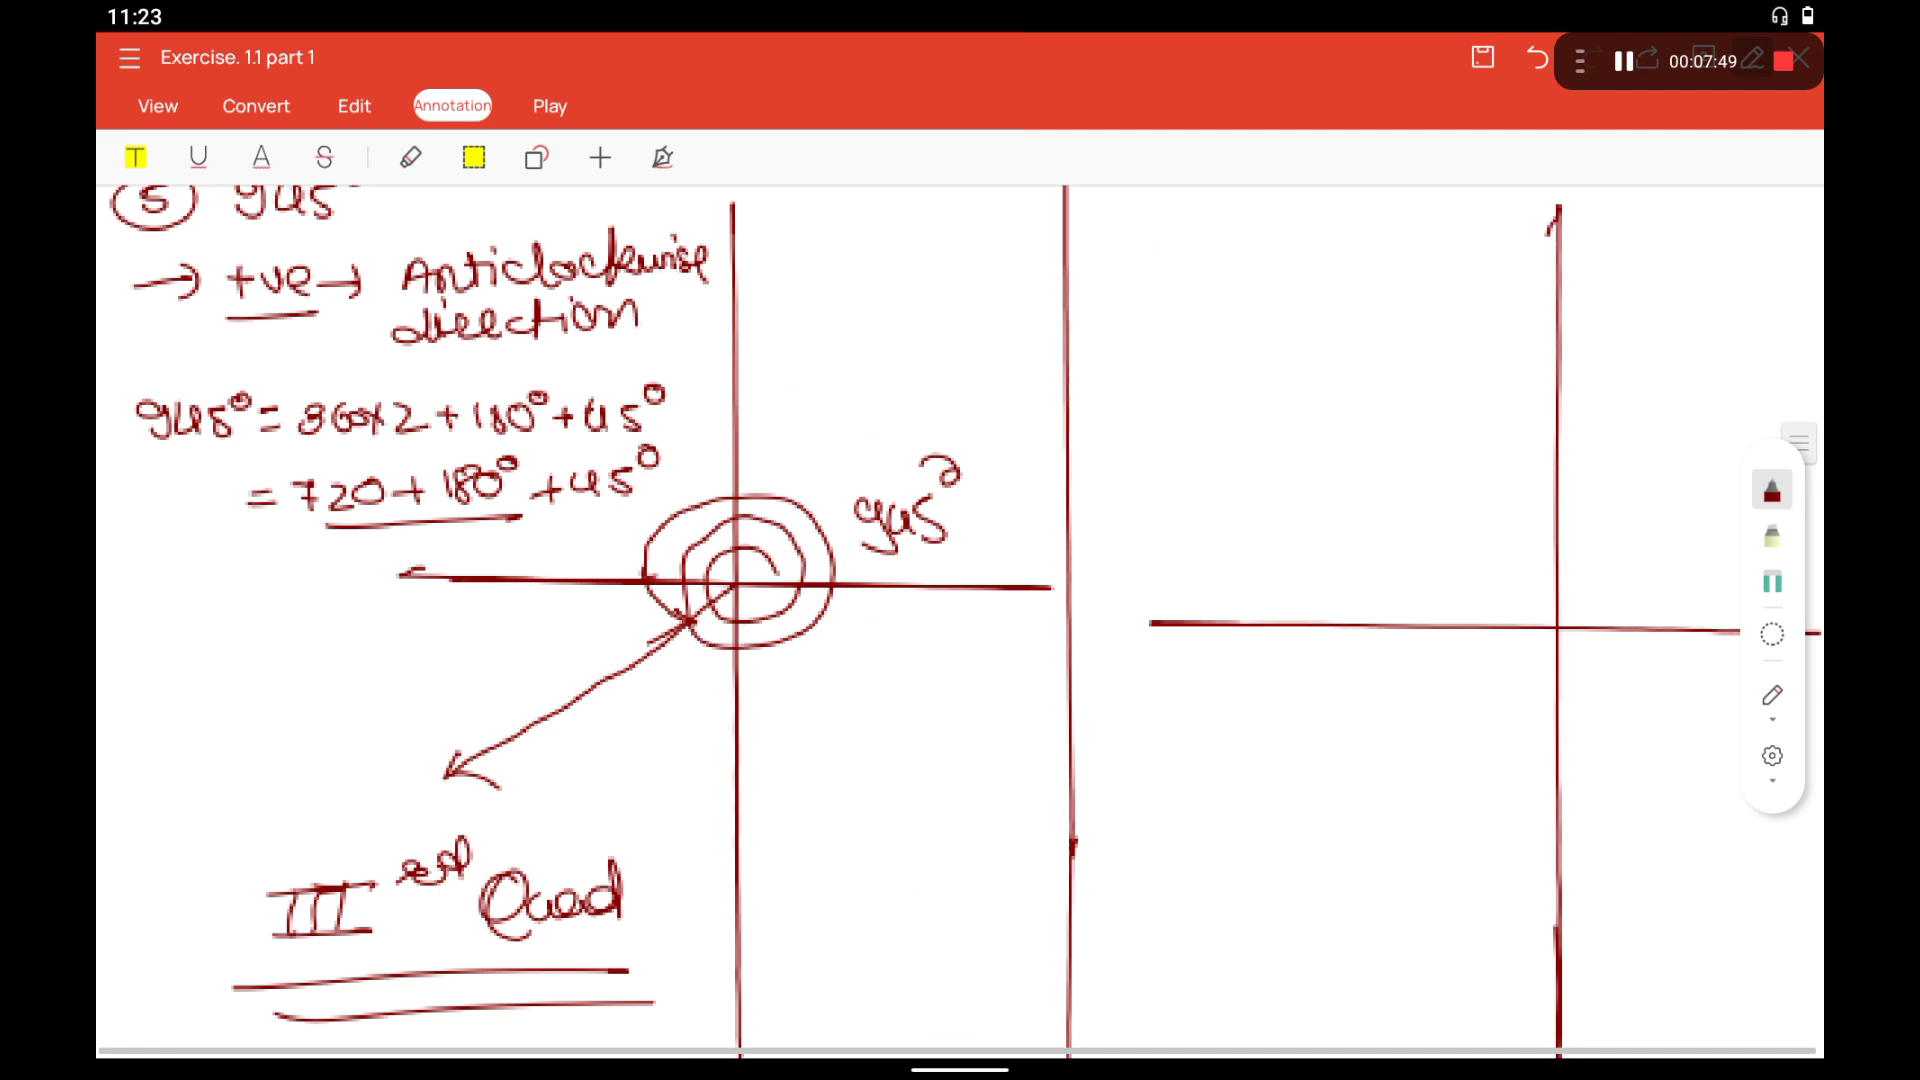 11:23
Exercise. 1.1 part 1
00:07:49
View Convert Edit Annotation Play
T U A S
(5) 945°
→ +ve → Anticlockwise
direction
945° = 360×2 + 180° + 45°
= 720 + 180° + 45°
945°
III Quad